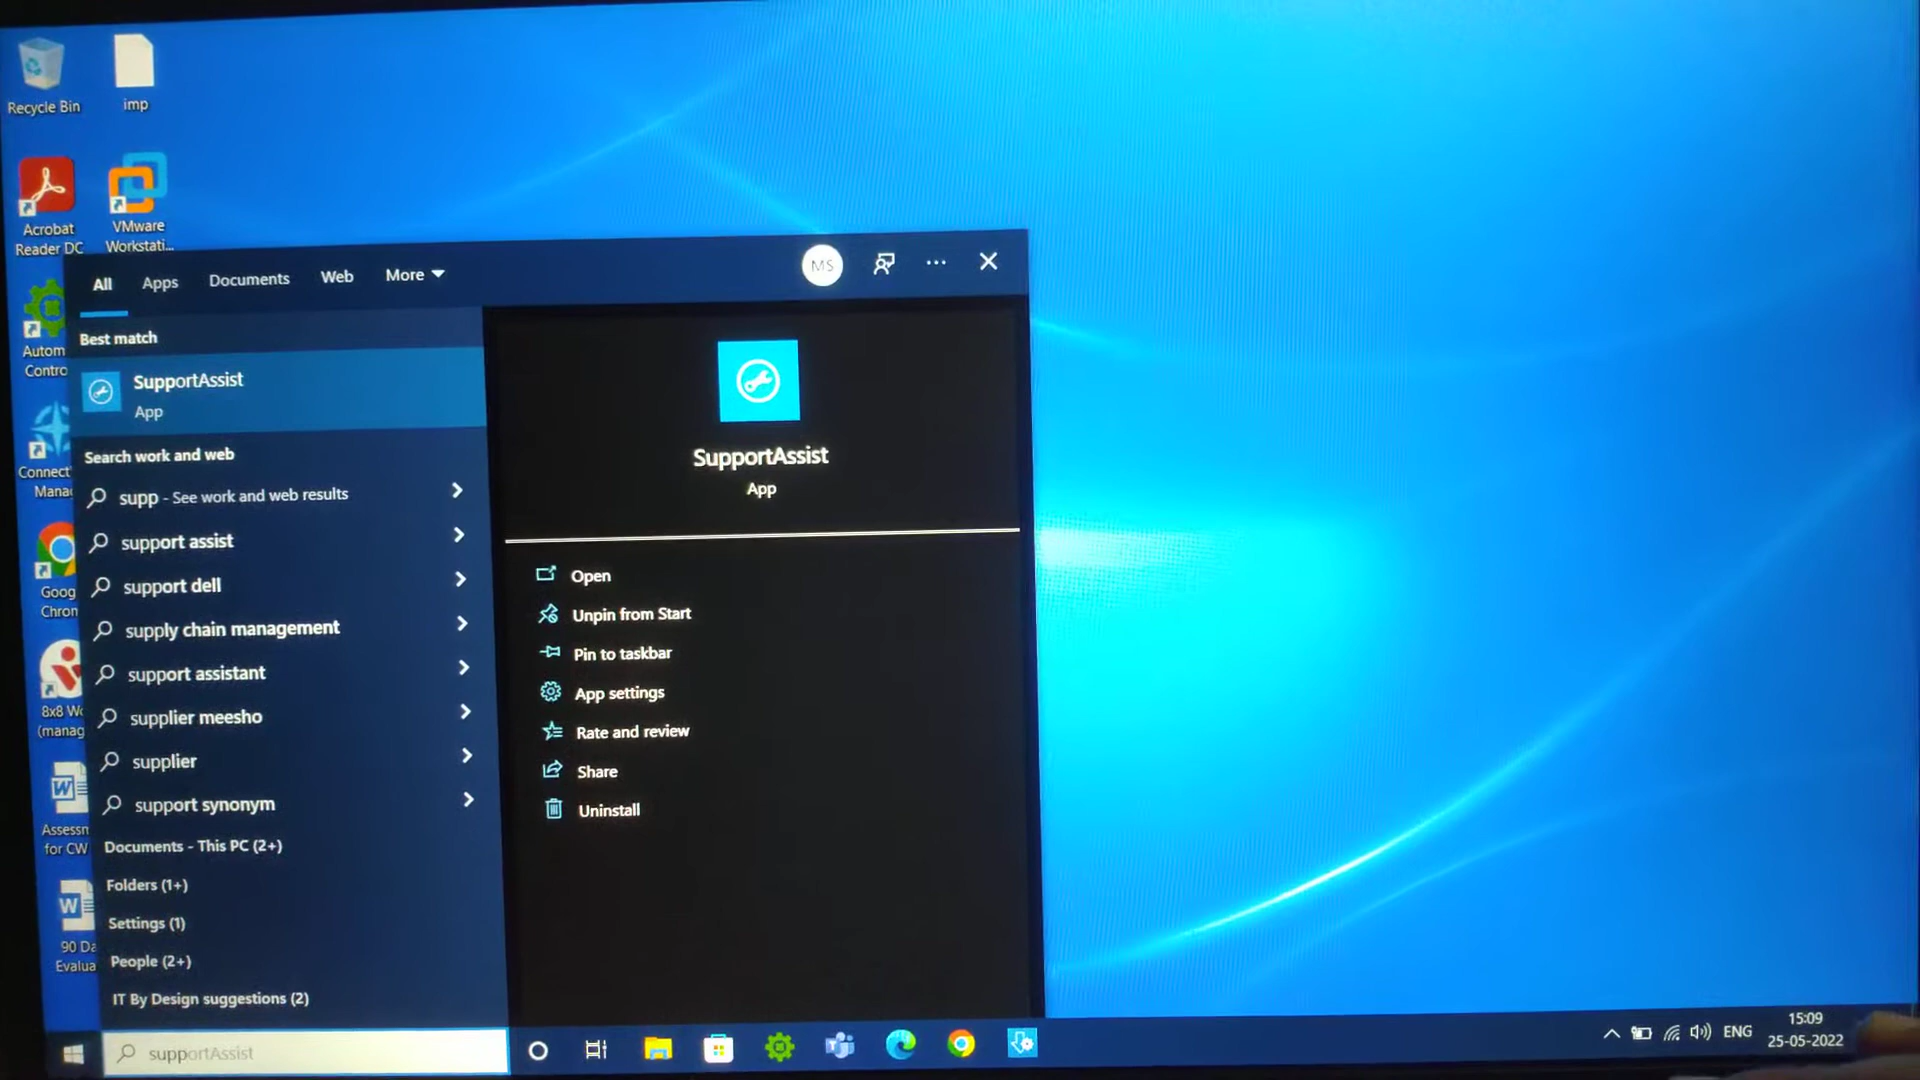 Recycle Bin
imp
Acrobat
Reader DC
VMware
Workstati...
Autom
Contro
Connect
Manag
Goog
Chron
8x8 Wo
(manag
Assessn
for CW
90 Da
Evalua
All
Apps
Documents
Web
More
MS
Best match
SupportAssist
App
Search work and web
supp - See work and web results
support assist
support dell
supply chain management
support assistant
supplier meesho
supplier
support synonym
Documents - This PC (2+)
Folders (1+)
Settings (1)
People (2+)
IT By Design suggestions (2)
SupportAssist
App
Open
Unpin from Start
Pin to taskbar
App settings
Rate and review
Share
Uninstall
supportAssist
ENG
15:09
25-05-2022